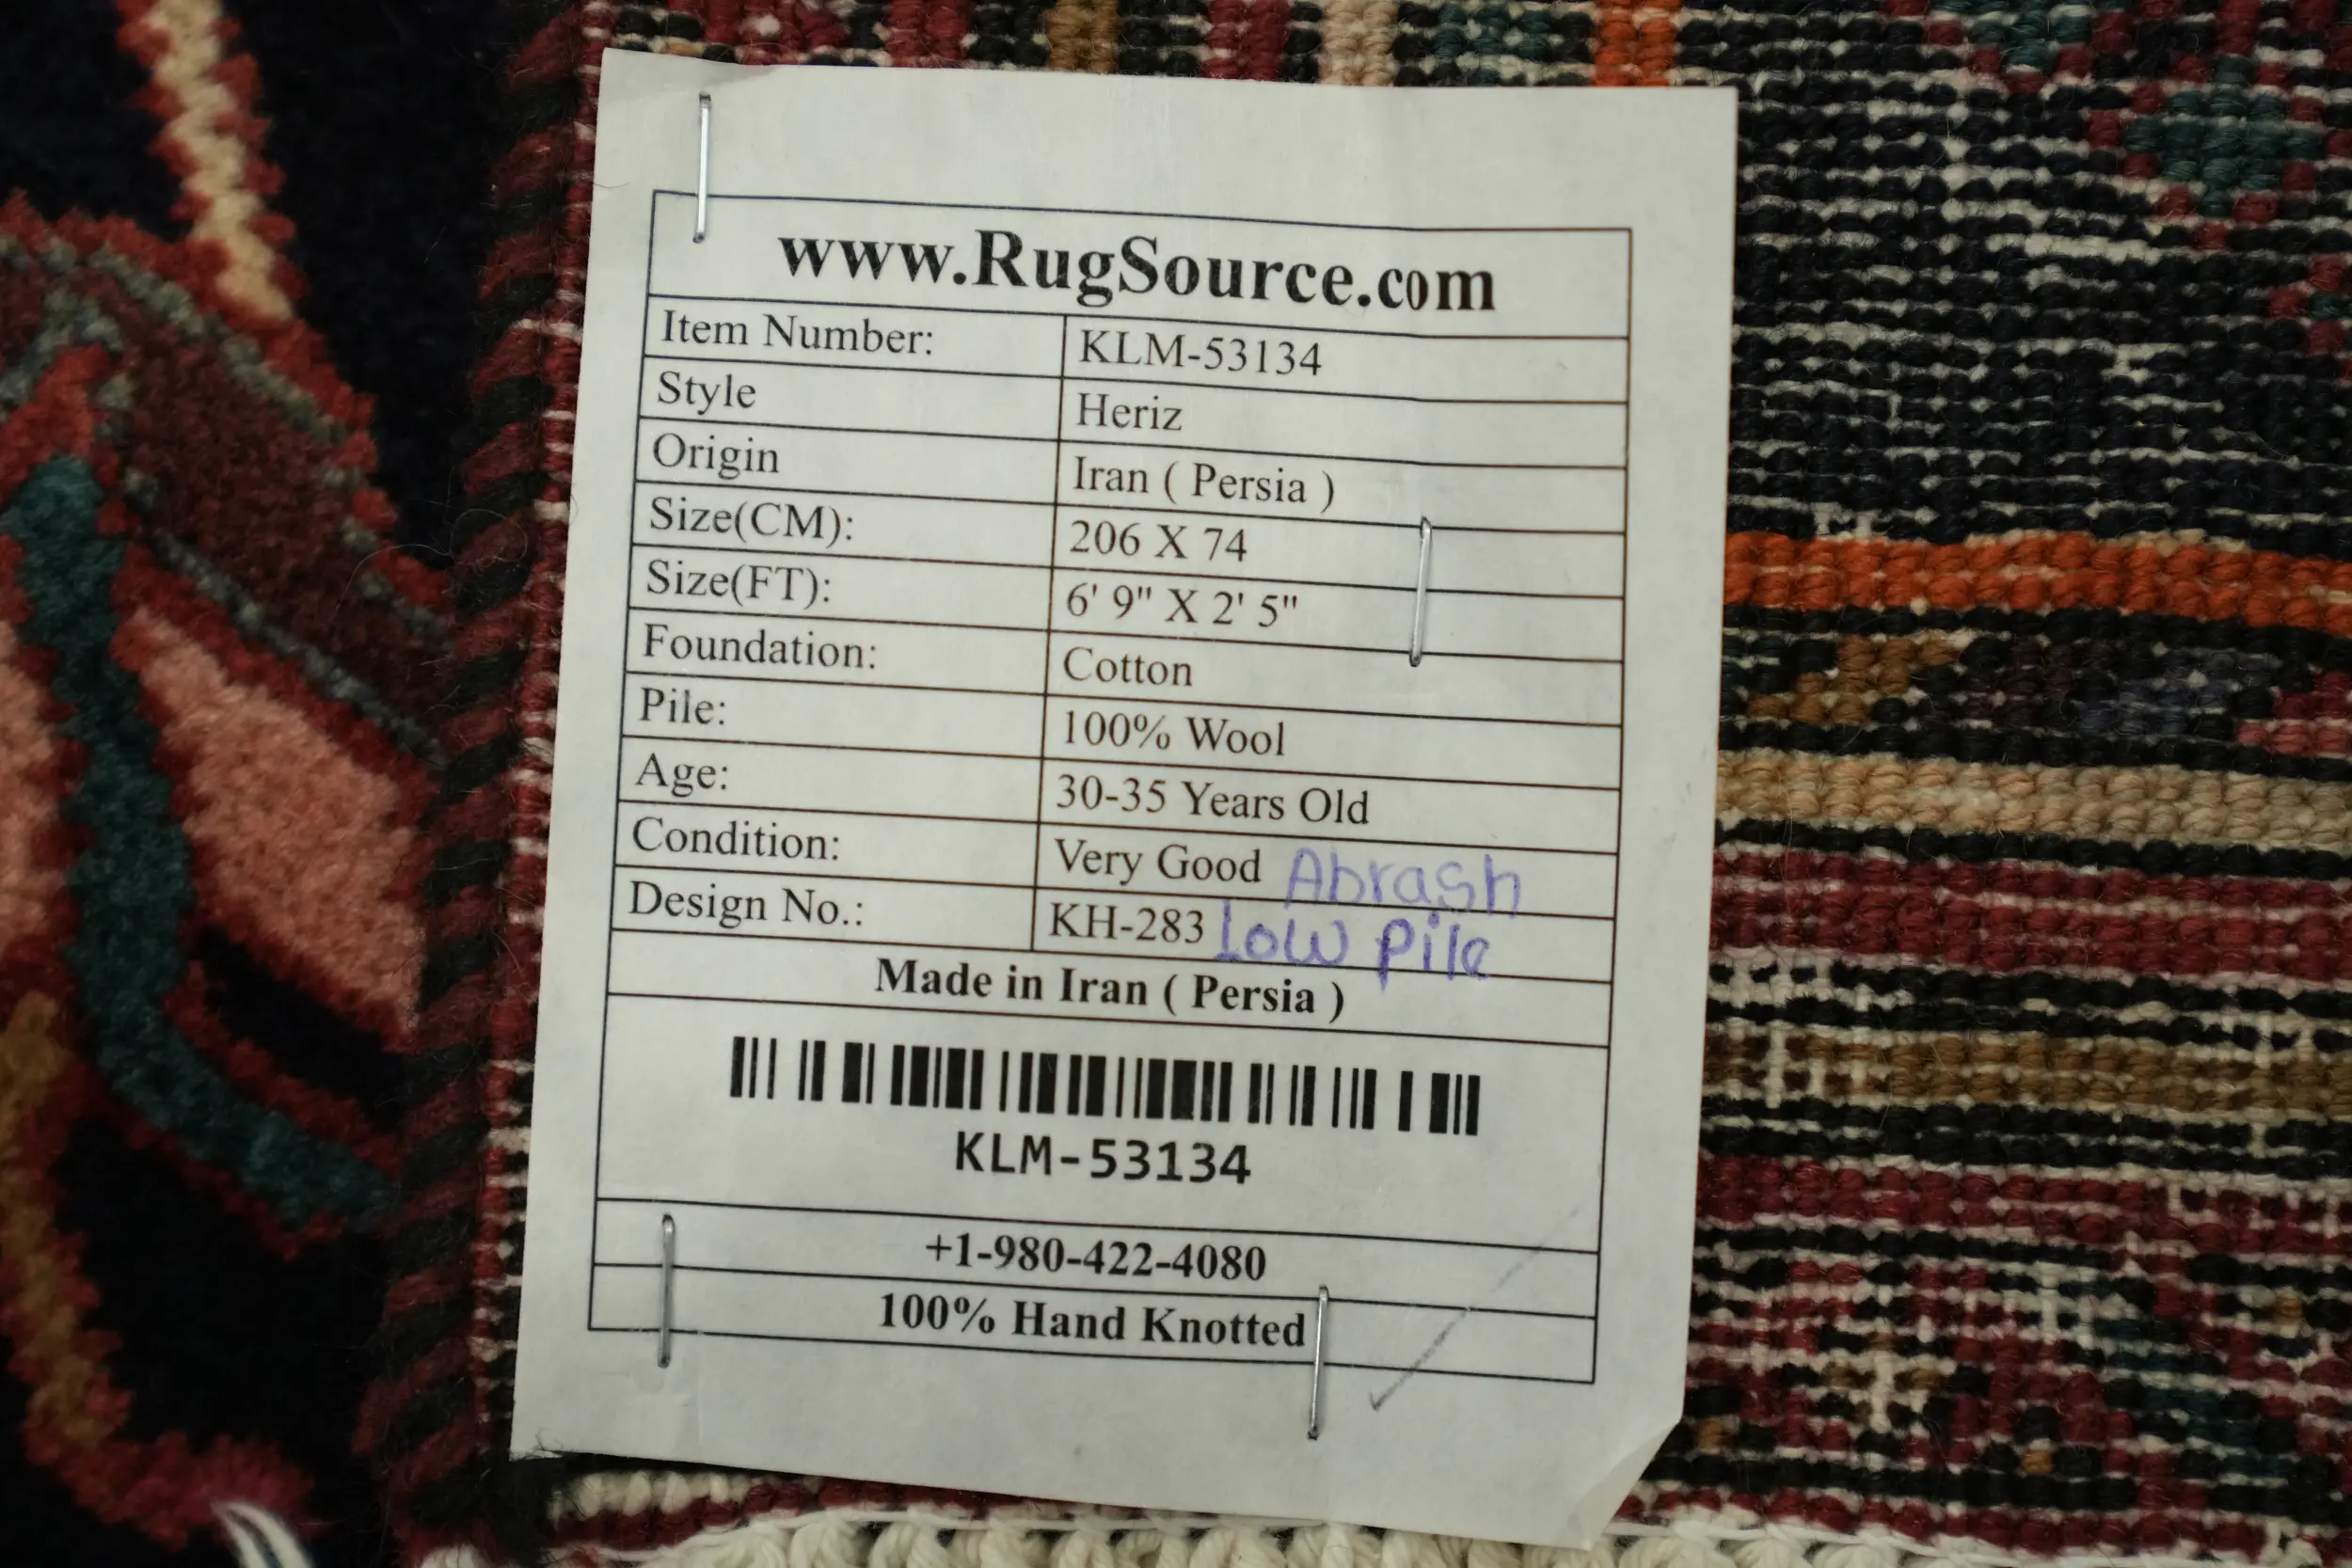 www.RugSource.com
Item Number: KLM-53134
Style Heriz
Origin Iran ( Persia )
Size(CM): 206 X 74
Size(FT): 6' 9" X 2' 5"
Foundation: Cotton
Pile: 100% Wool
Age: 30-35 Years Old
Condition: Very Good Abrash
Design No.: KH-283 Low Pile
Made in Iran ( Persia )
KLM-53134
+1-980-422-4080
100% Hand Knotted